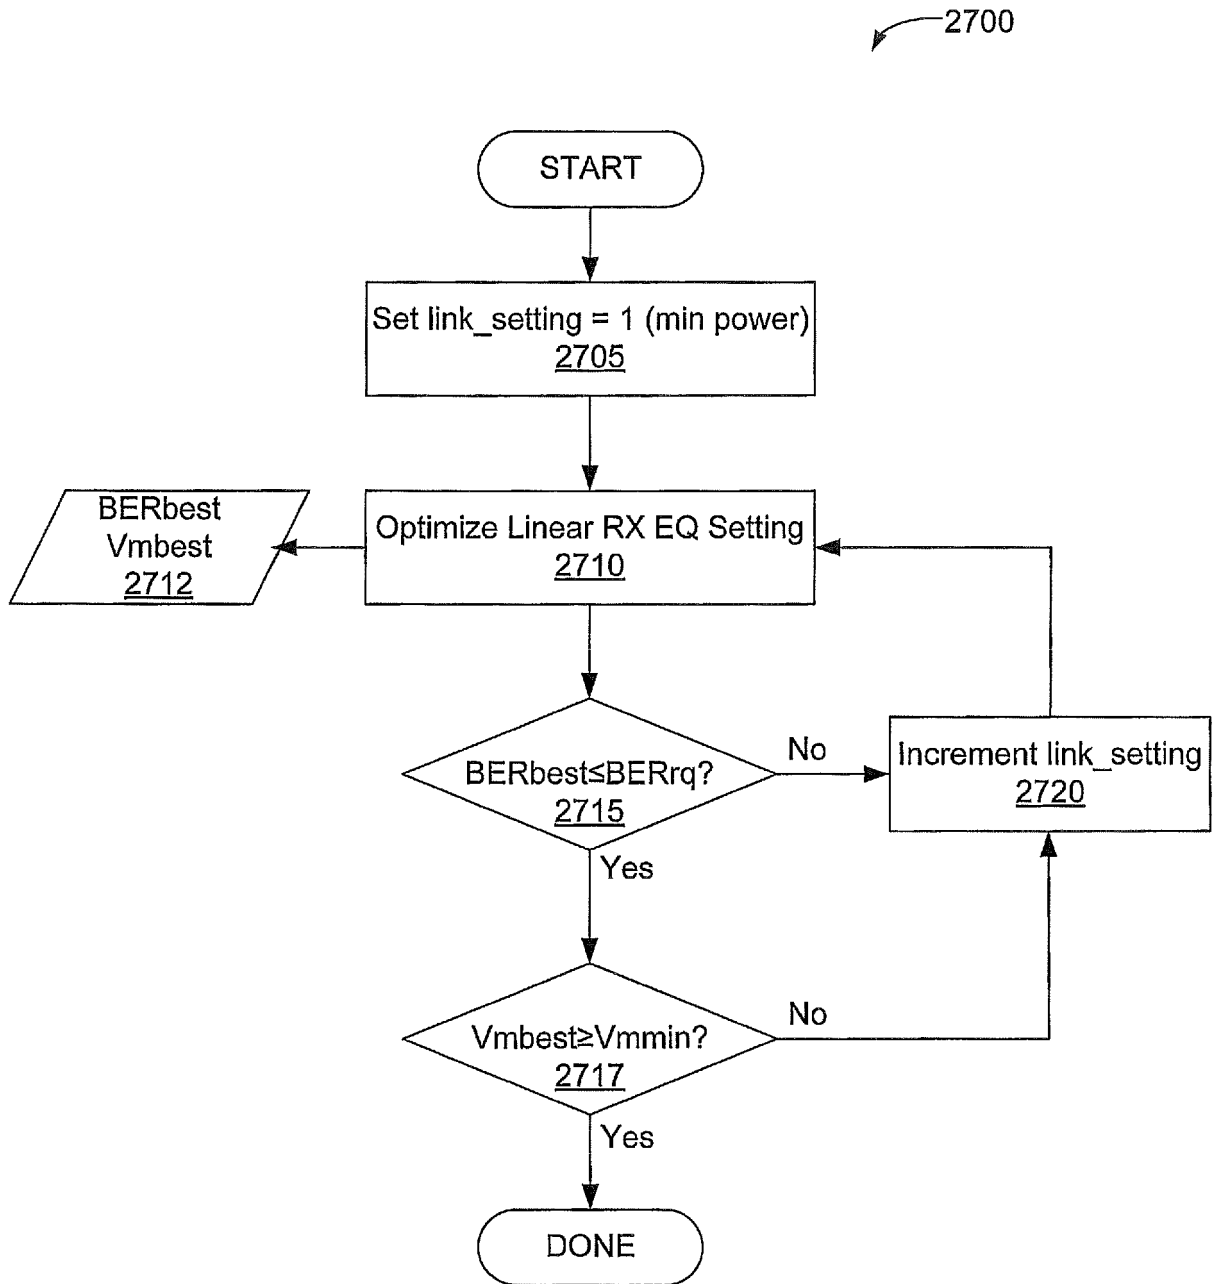 2700
START
Set link_setting = 1 (min power)
2705
BERbest
Vmbest
2712
Optimize Linear RX EQ Setting
2710
BERbest≤BERrq?
2715
No
Increment link_setting
2720
Yes
Vmbest≥Vmmin?
2717
No
Yes
DONE